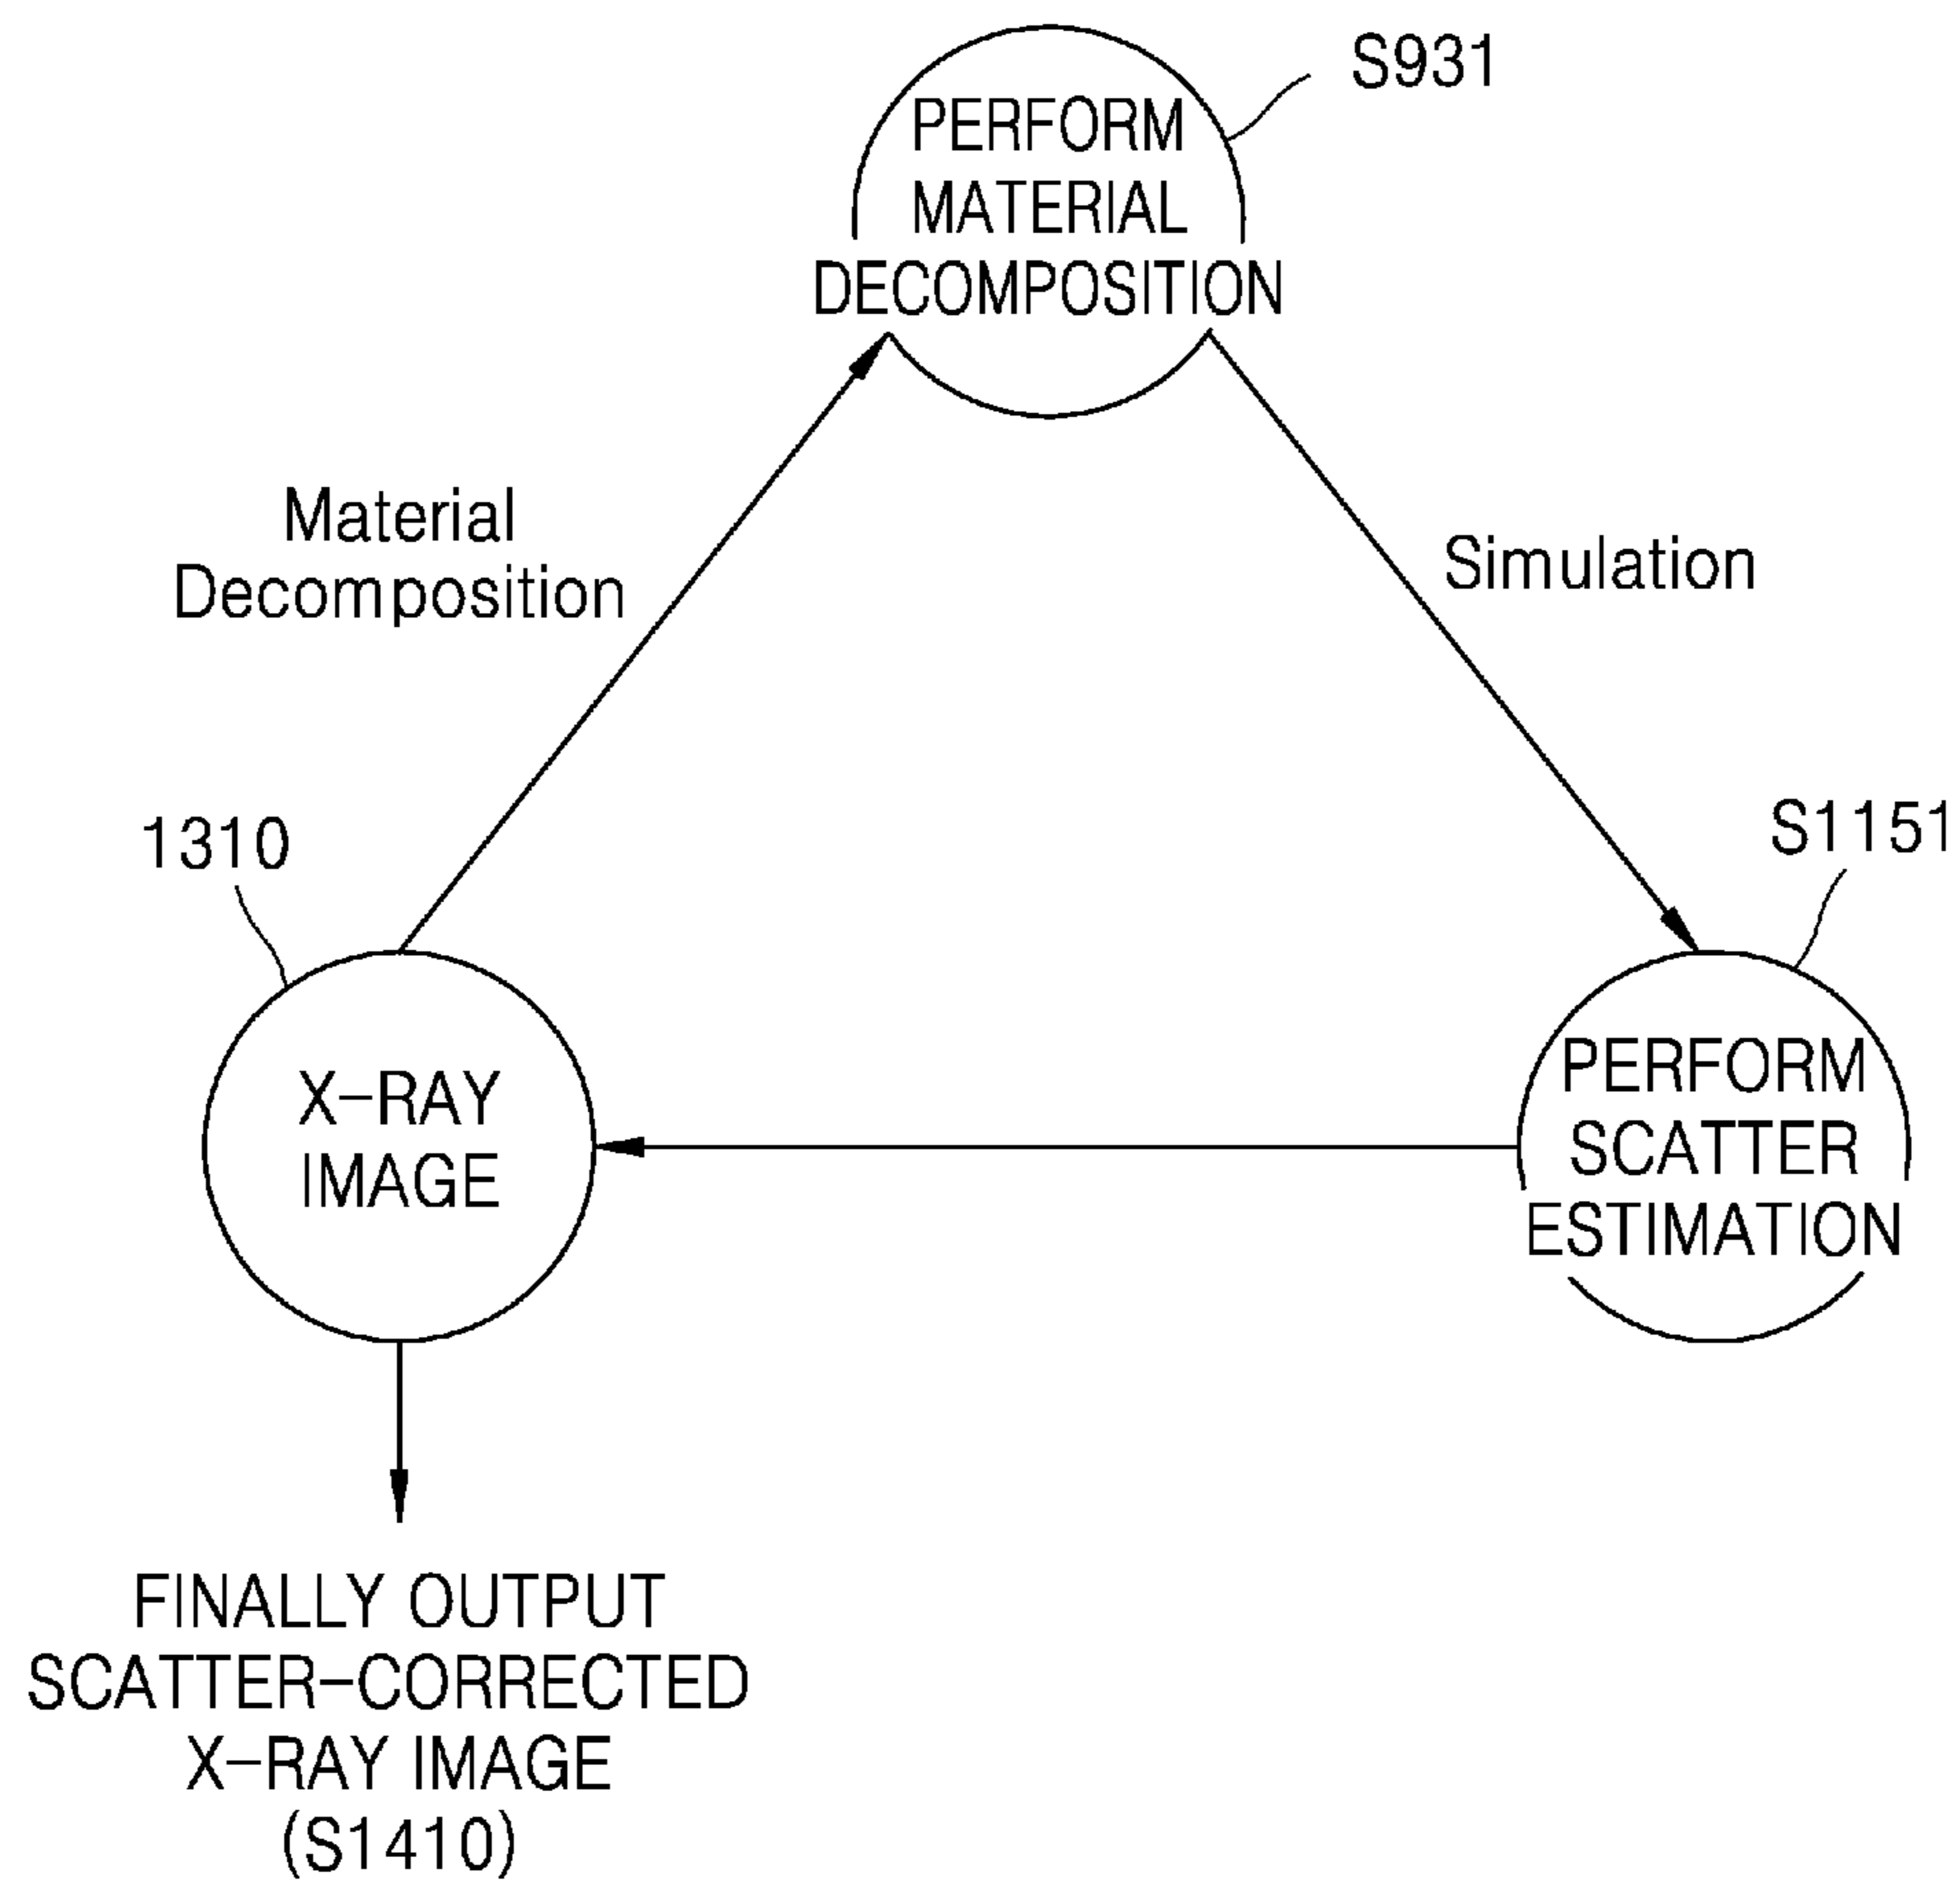 S931
PERFORM
MATERIAL
DECOMPOSITION
Material
Decomposition
Simulation
1310
S1151
X-RAY
IMAGE
PERFORM
SCATTER
ESTIMATION
FINALLY OUTPUT
SCATTER-CORRECTED
X-RAY IMAGE
(S1410)